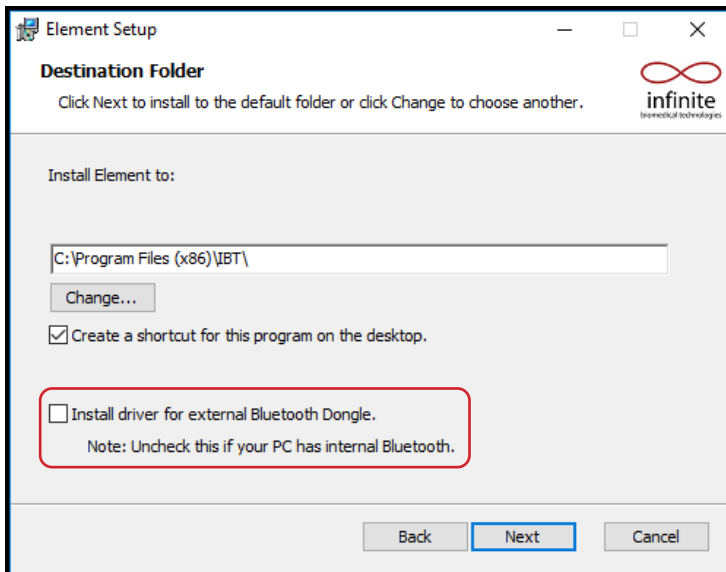 Element Setup
Destination Folder
Click Next to install to the default folder or click Change to choose another.
infinite
biomedical technologies
Install Element to:
C:\Program Files (x86)\IBT\
Change...
Create a shortcut for this program on the desktop.
Install driver for external Bluetooth Dongle.
Note: Uncheck this if your PC has internal Bluetooth.
Back Next Cancel